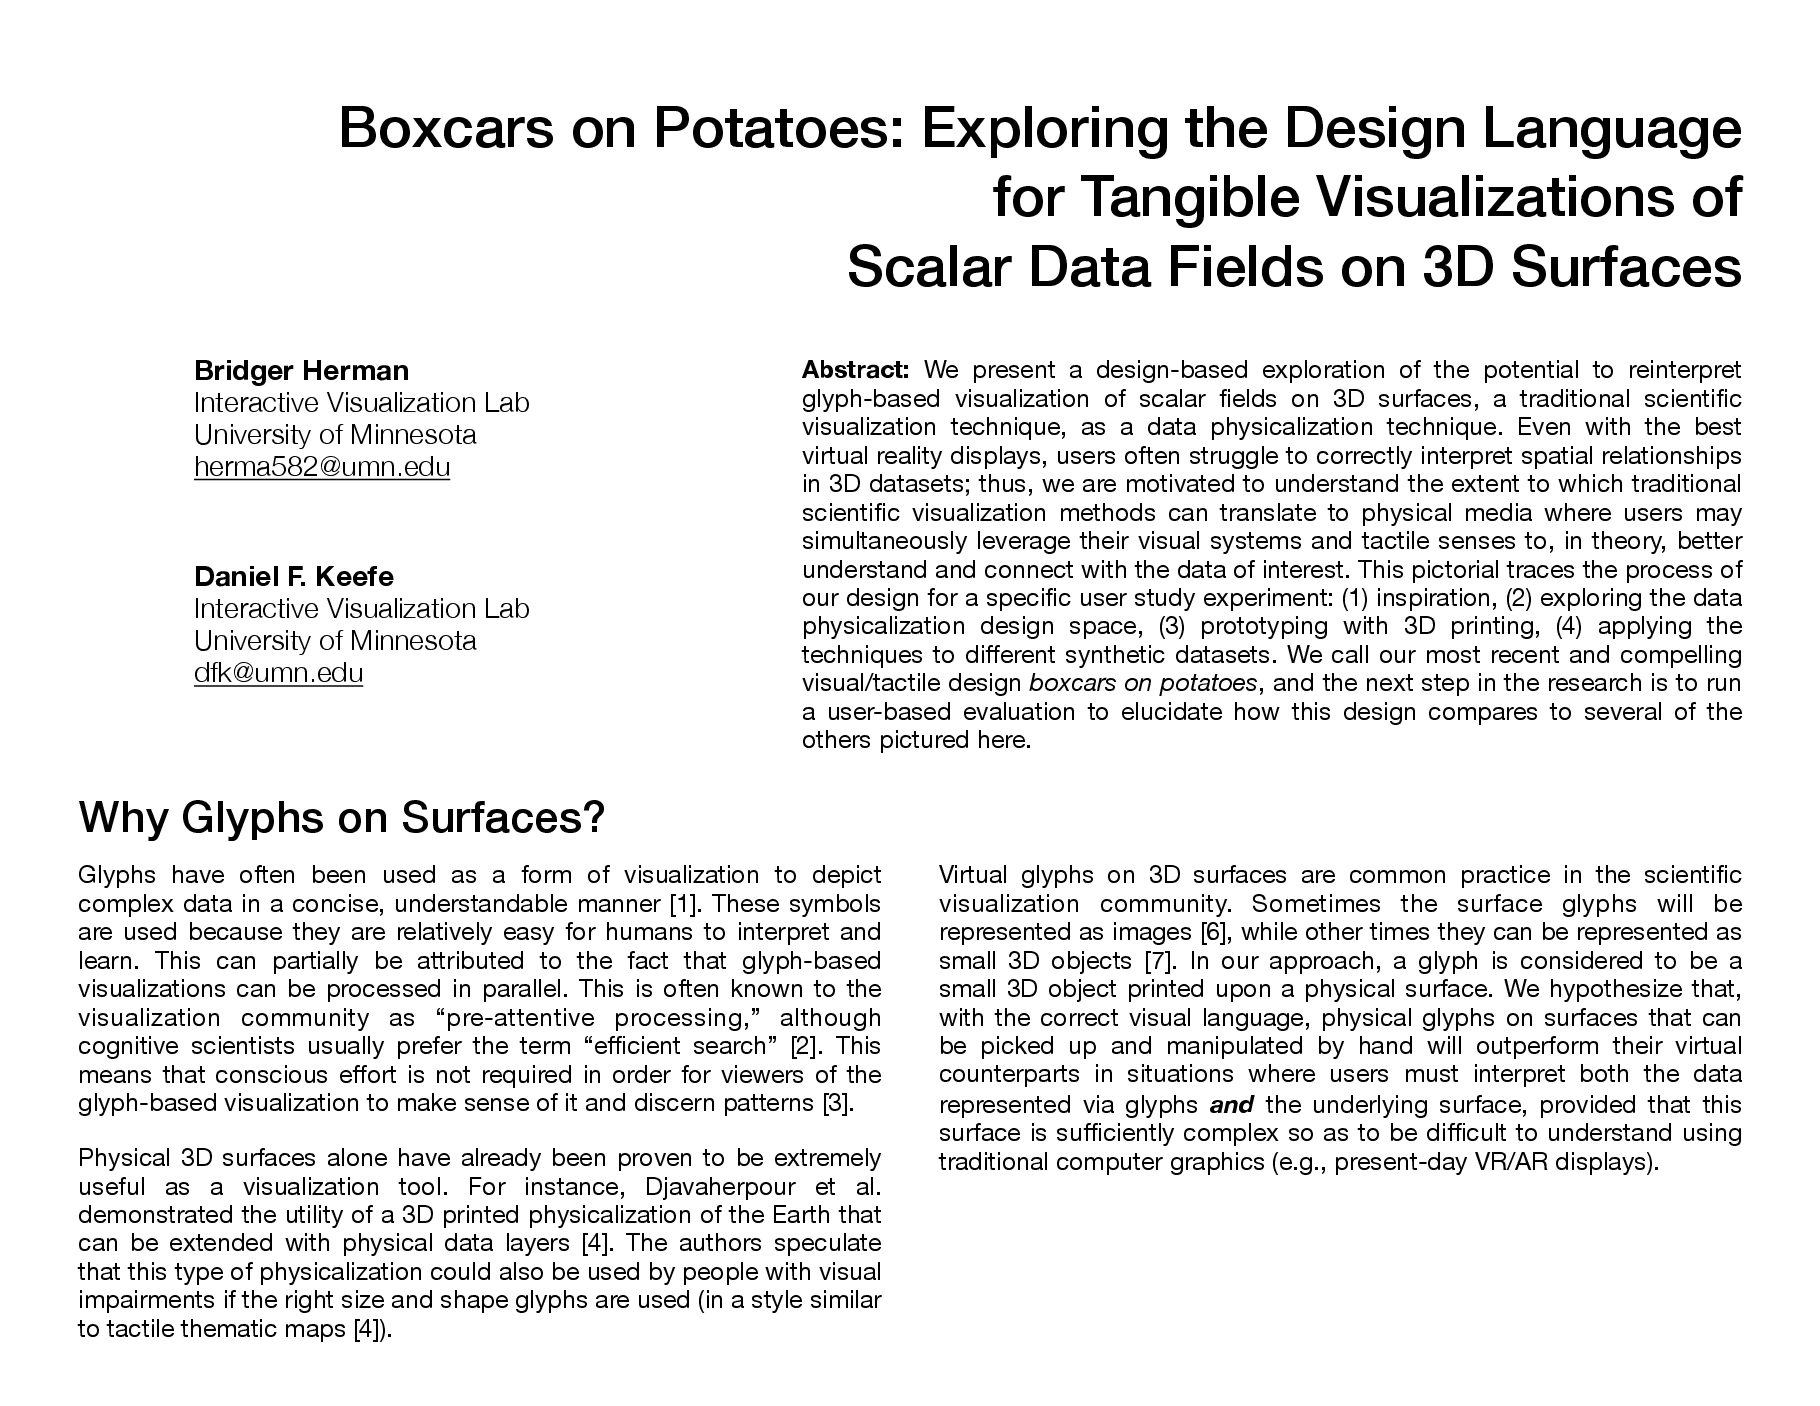 Boxcars on Potatoes: Exploring the Design Language
for Tangible Visualizations of
Scalar Data Fields on 3D Surfaces
Bridger Herman
Interactive Visualization Lab
University of Minnesota
herma582@umn.edu
Daniel F. Keefe
Interactive Visualization Lab
University of Minnesota
dfk@umn.edu
Abstract: We present a design-based exploration of the potential to reinterpret
glyph-based visualization of scalar fields on 3D surfaces, a traditional scientific
visualization technique, as a data physicalization technique. Even with the best
virtual reality displays, users often struggle to correctly interpret spatial relationships
in 3D datasets; thus, we are motivated to understand the extent to which traditional
scientific visualization methods can translate to physical media where users may
simultaneously leverage their visual systems and tactile senses to, in theory, better
understand and connect with the data of interest. This pictorial traces the process of
our design for a specific user study experiment: (1) inspiration, (2) exploring the data
physicalization design space, (3) prototyping with 3D printing, (4) applying the
techniques to different synthetic datasets. We call our most recent and compelling
visual/tactile design boxcars on potatoes, and the next step in the research is to run
a user-based evaluation to elucidate how this design compares to several of the
others pictured here.
Why Glyphs on Surfaces?
Glyphs have often been used as a form of visualization to depict
complex data in a concise, understandable manner [1]. These symbols
are used because they are relatively easy for humans to interpret and
learn. This can partially be attributed to the fact that glyph-based
visualizations can be processed in parallel. This is often known to the
visualization community as “pre-attentive processing,” although
cognitive scientists usually prefer the term “efficient search” [2]. This
means that conscious effort is not required in order for viewers of the
glyph-based visualization to make sense of it and discern patterns [3].
Physical 3D surfaces alone have already been proven to be extremely
useful as a visualization tool. For instance, Djavaherpour et al.
demonstrated the utility of a 3D printed physicalization of the Earth that
can be extended with physical data layers [4]. The authors speculate
that this type of physicalization could also be used by people with visual
impairments if the right size and shape glyphs are used (in a style similar
to tactile thematic maps [4]).
Virtual glyphs on 3D surfaces are common practice in the scientific
visualization community. Sometimes the surface glyphs will be
represented as images [6], while other times they can be represented as
small 3D objects [7]. In our approach, a glyph is considered to be a
small 3D object printed upon a physical surface. We hypothesize that,
with the correct visual language, physical glyphs on surfaces that can
be picked up and manipulated by hand will outperform their virtual
counterparts in situations where users must interpret both the data
represented via glyphs and the underlying surface, provided that this
surface is sufficiently complex so as to be difficult to understand using
traditional computer graphics (e.g., present-day VR/AR displays).